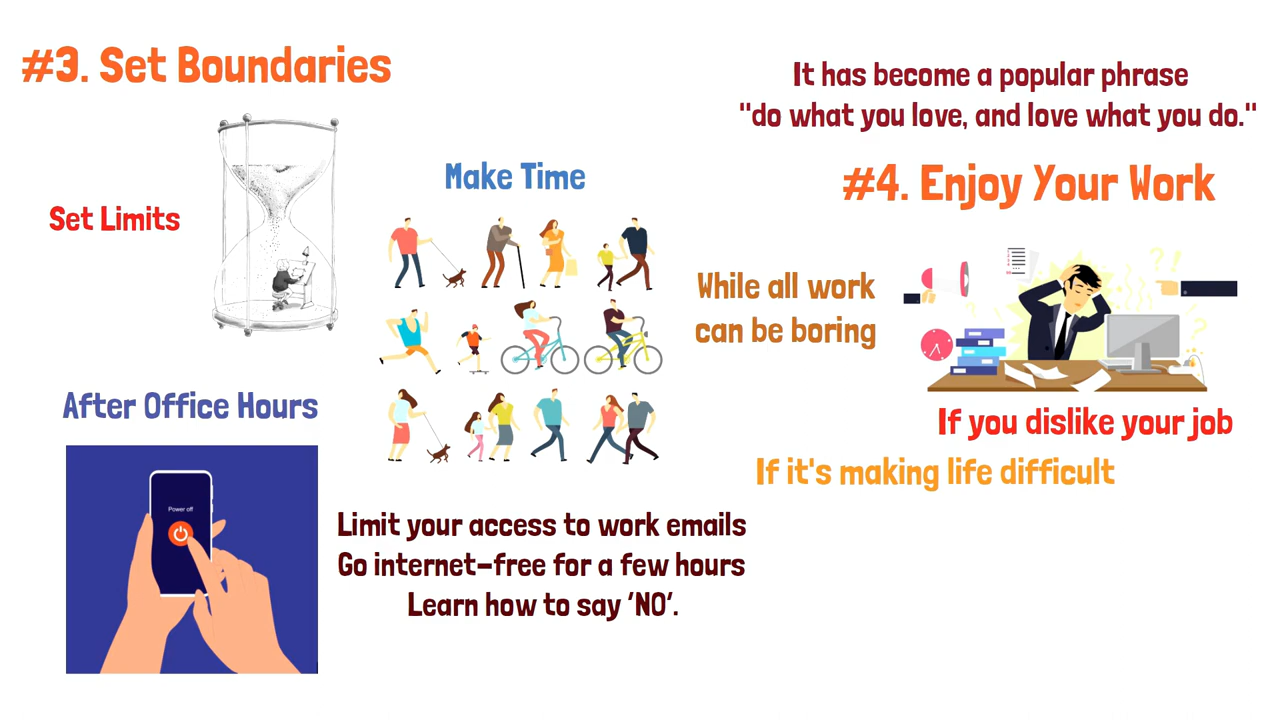 #3. Set Boundaries
Set Limits
Make Time
After Office Hours
Power off
Limit your access to work emails
Go internet-free for a few hours
Learn how to say 'NO'.
It has become a popular phrase
"do what you love, and love what you do."
#4. Enjoy Your Work
While all work
can be boring
If you dislike your job
If it's making life difficult